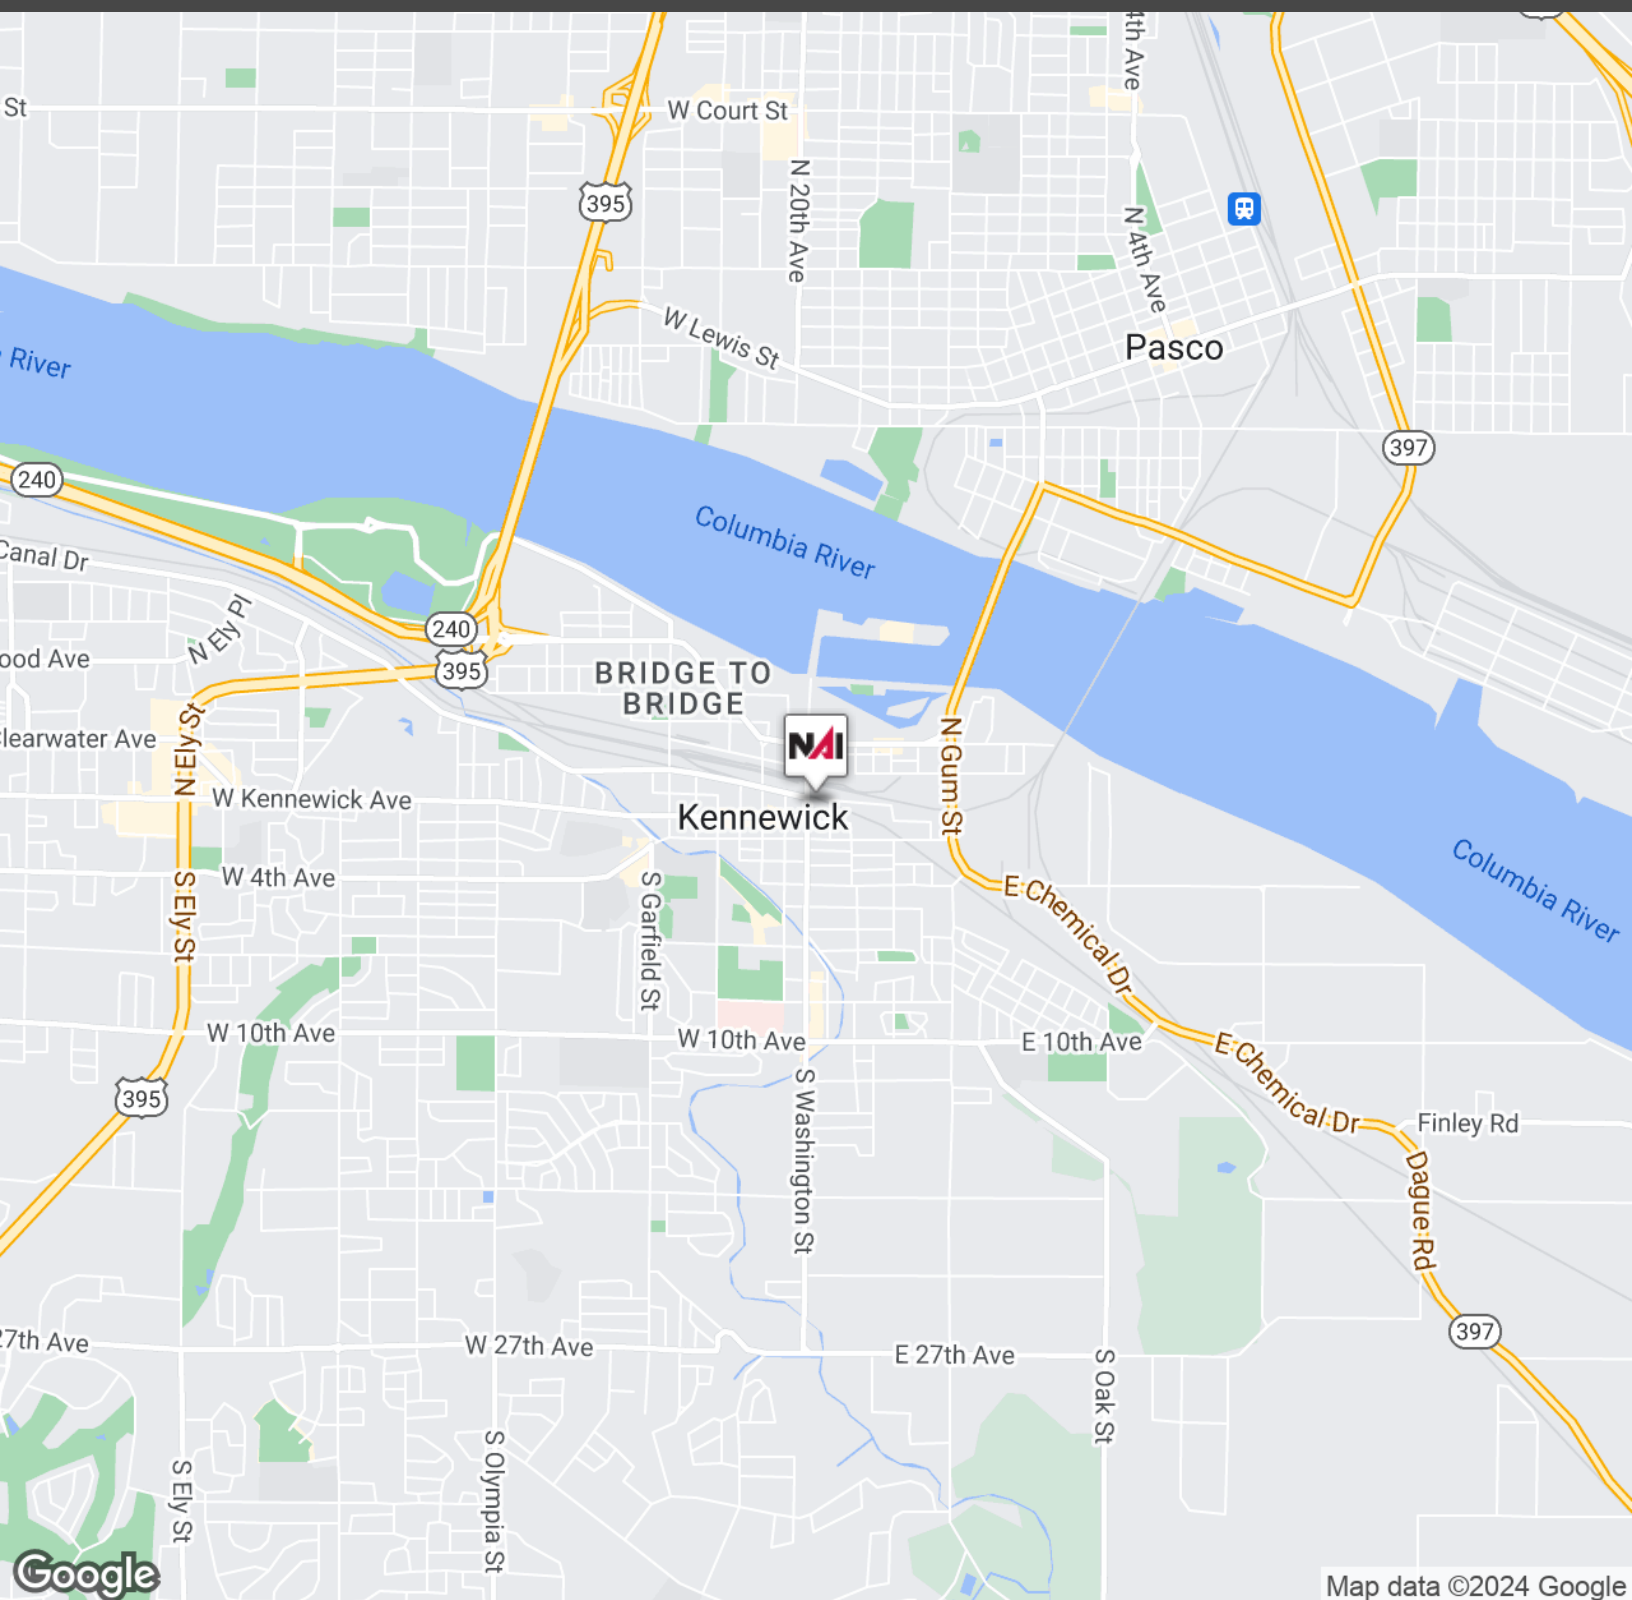 St
W Court St
4th Ave
395
N 20th Ave
N 4th Ave
W Lewis St
Pasco
River
397
240
Columbia River
Canal Dr
N Ely Pl
240
395
ood Ave
BRIDGE TO
BRIDGE
learwater Ave
N Ely St
NAI
N Gum St
W Kennewick Ave
Kennewick
W 4th Ave
S Ely St
S Garfield St
E Chemical Dr
Columbia River
W 10th Ave
W 10th Ave
E 10th Ave
E Chemical Dr
395
S Washington St
Finley Rd
Dague Rd
27th Ave
W 27th Ave
E 27th Ave
397
S Oak St
S Ely St
S Olympia St
Google
Map data ©2024 Google